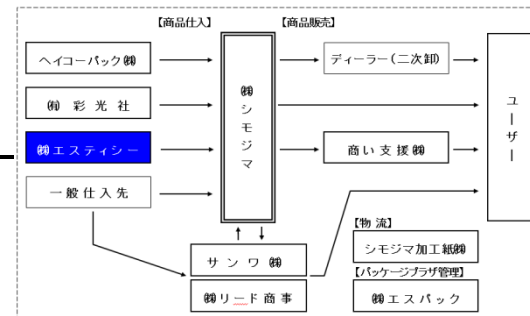 【商品仕入】
【商品販売】
ヘイコーパック㈱
㈲ 彩光社
㈱エスティシー
一般仕入先
㈱シモジマ
ディーラー(二次卸)
商い支援㈱
ユーザー
サンワ㈱
㈱リード商事
【物流】
シモジマ加工紙㈱
【パッケージプラザ管理】
㈱エスパック